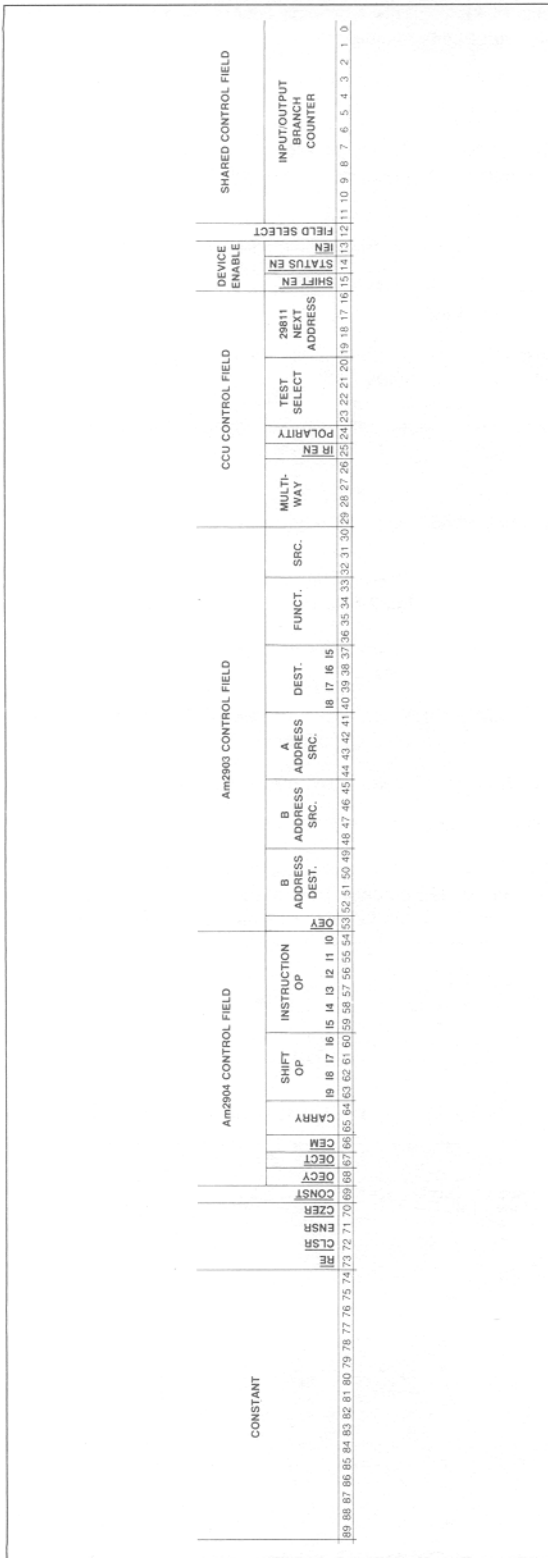 CONSTANT
RE
CLSR
ENSR
CZER
CONST
Am2904 CONTROL FIELD
OECY
OECT
CEM
CARRY
SHIFT
OP
I9 I8 I7 I6
INSTRUCTION
OP
I5 I4 I3 I2 I1 I0
Am2903 CONTROL FIELD
OEY
B
ADDRESS
DEST.
B
ADDRESS
SRC.
A
ADDRESS
SRC.
DEST.
I8 I7 I6 I5
FUNCT.
SRC.
CCU CONTROL FIELD
MULTI-
WAY
IR EN
POLARITY
TEST
SELECT
29811
NEXT
ADDRESS
DEVICE
ENABLE
SHIFT EN
STATUS EN
IEN
FIELD SELECT
SHARED CONTROL FIELD
INPUT/OUTPUT
BRANCH
COUNTER
89 88 87 86 85 84 83 82 81 80 79 78 77 76 75 74 73 72 71 70 69 68 67 66 65 64 63 62 61 60 59 58 57 56 55 54 53 52 51 50 49 48 47 46 45 44 43 42 41 40 39 38 37 36 35 34 33 32 31 30 29 28 27 26 25 24 23 22 21 20 19 18 17 16 15 14 13 12 11 10 9 8 7 6 5 4 3 2 1 0